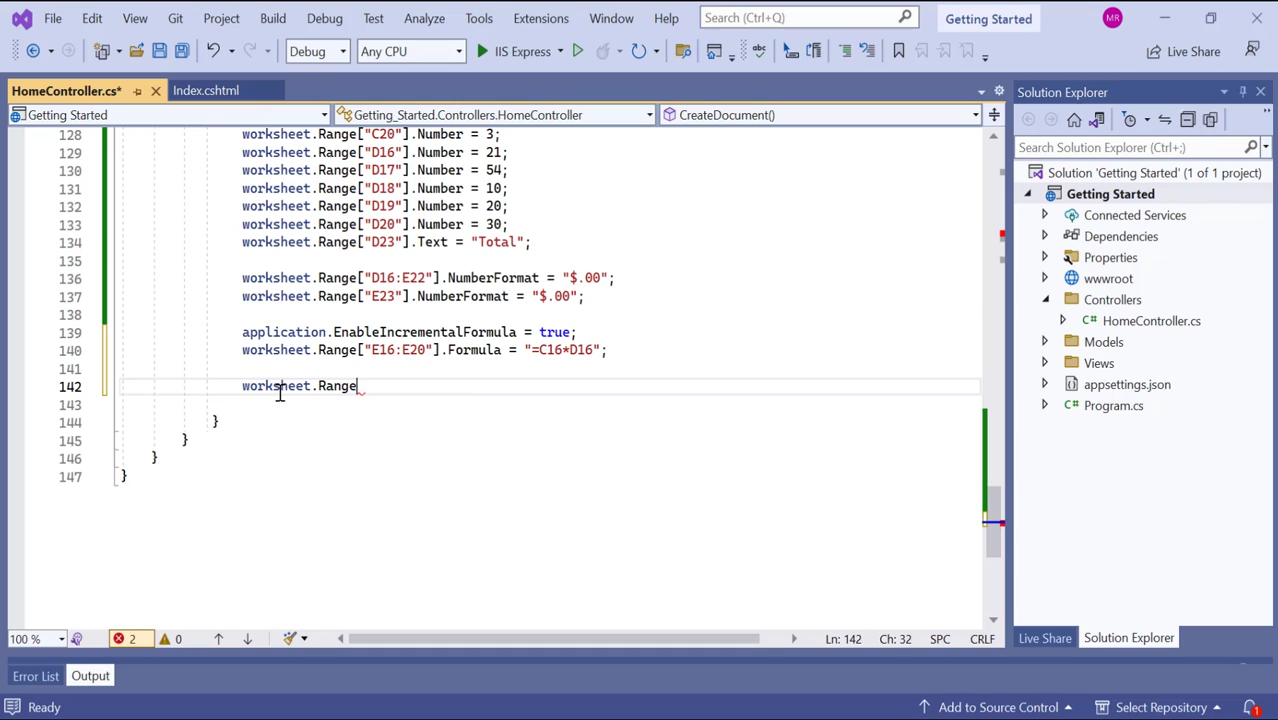 File Edit View Git Project Build Debug Test Analyze Tools Extensions Window Help Search (Ctrl+Q) Getting Started MR
Debug Any CPU IIS Express Live Share
HomeController.cs* Index.cshtml
Getting Started Getting_Started.Controllers.HomeController CreateDocument()
128 worksheet.Range["C20"].Number = 3;
129 worksheet.Range["D16"].Number = 21;
130 worksheet.Range["D17"].Number = 54;
131 worksheet.Range["D18"].Number = 10;
132 worksheet.Range["D19"].Number = 20;
133 worksheet.Range["D20"].Number = 30;
134 worksheet.Range["D23"].Text = "Total";
135
136 worksheet.Range["D16:E22"].NumberFormat = "$.00";
137 worksheet.Range["E23"].NumberFormat = "$.00";
138
139 application.EnableIncrementalFormula = true;
140 worksheet.Range["E16:E20"].Formula = "=C16*D16";
141
142 worksheet.Range
143
144 }
145 }
146 }
147 }
100 % 2 0 Ln: 142 Ch: 32 SPC CRLF
Error List Output
Ready Add to Source Control Select Repository 1
Solution Explorer
Search Solution Explorer (Ctrl+;)
Solution 'Getting Started' (1 of 1 project)
Getting Started
Connected Services
Dependencies
Properties
wwwroot
Controllers
C# HomeController.cs
Models
Views
appsettings.json
C# Program.cs
Live Share Solution Explorer